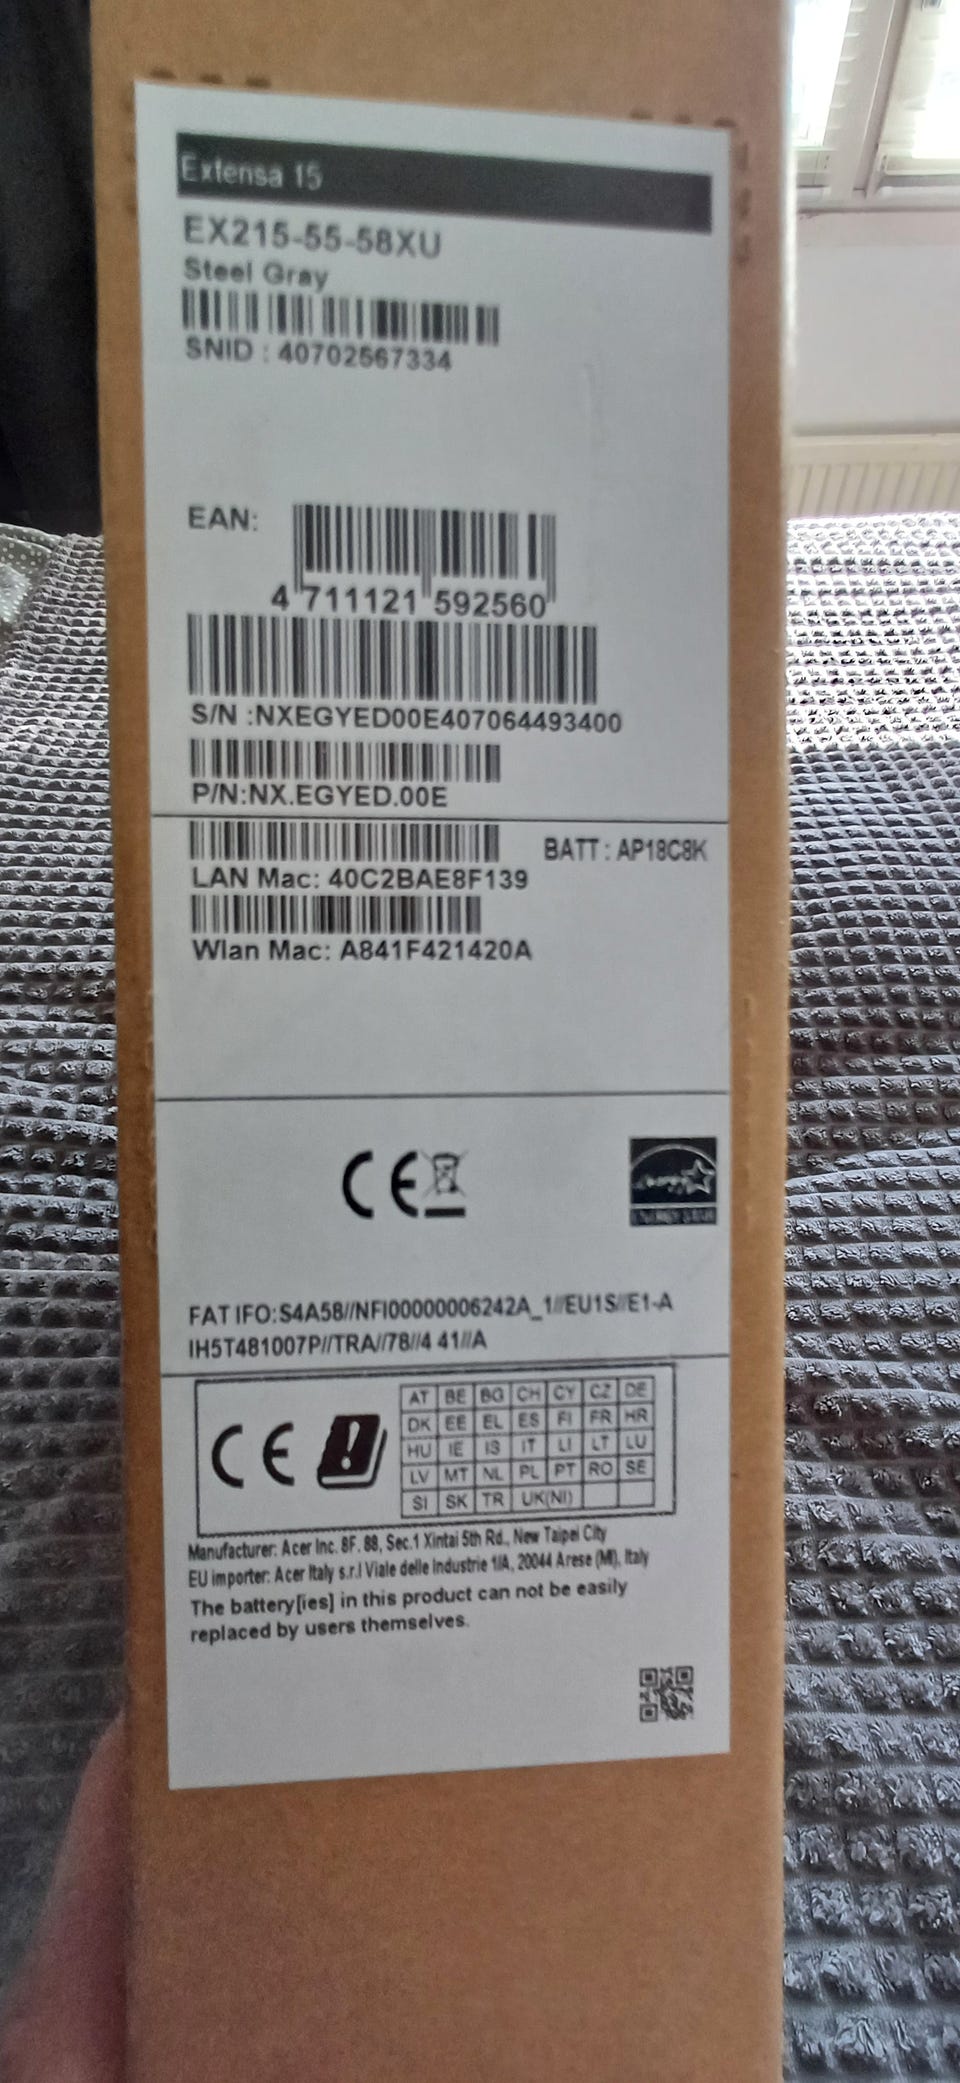 Extensa 15
EX215-55-58XU
Steel Gray
SNID : 40702567334
EAN:
4 711121 592560
S/N :NXEGYED00E407064493400
P/N:NX.EGYED.00E
BATT : AP18C8K
LAN Mac: 40C2BAE8F139
Wlan Mac: A841F421420A
CE
ENERGY STAR
FAT IFO:S4A58//NFI00000006242A_1//EU1S//E1-A
IH5T481007P//TRA//78//4 41//A
CE
AT BE BG CH CY CZ DE
DK EE EL ES FI FR HR
HU IE IS IT LI LT LU
LV MT NL PL PT RO SE
SI SK TR UK(NI)
Manufacturer: Acer Inc. 8F. 88, Sec.1 Xintai 5th Rd., New Taipei City
EU importer: Acer Italy s.r.l Viale delle Industrie 1/A, 20044 Arese (MI), Italy
The battery[ies] in this product can not be easily
replaced by users themselves.